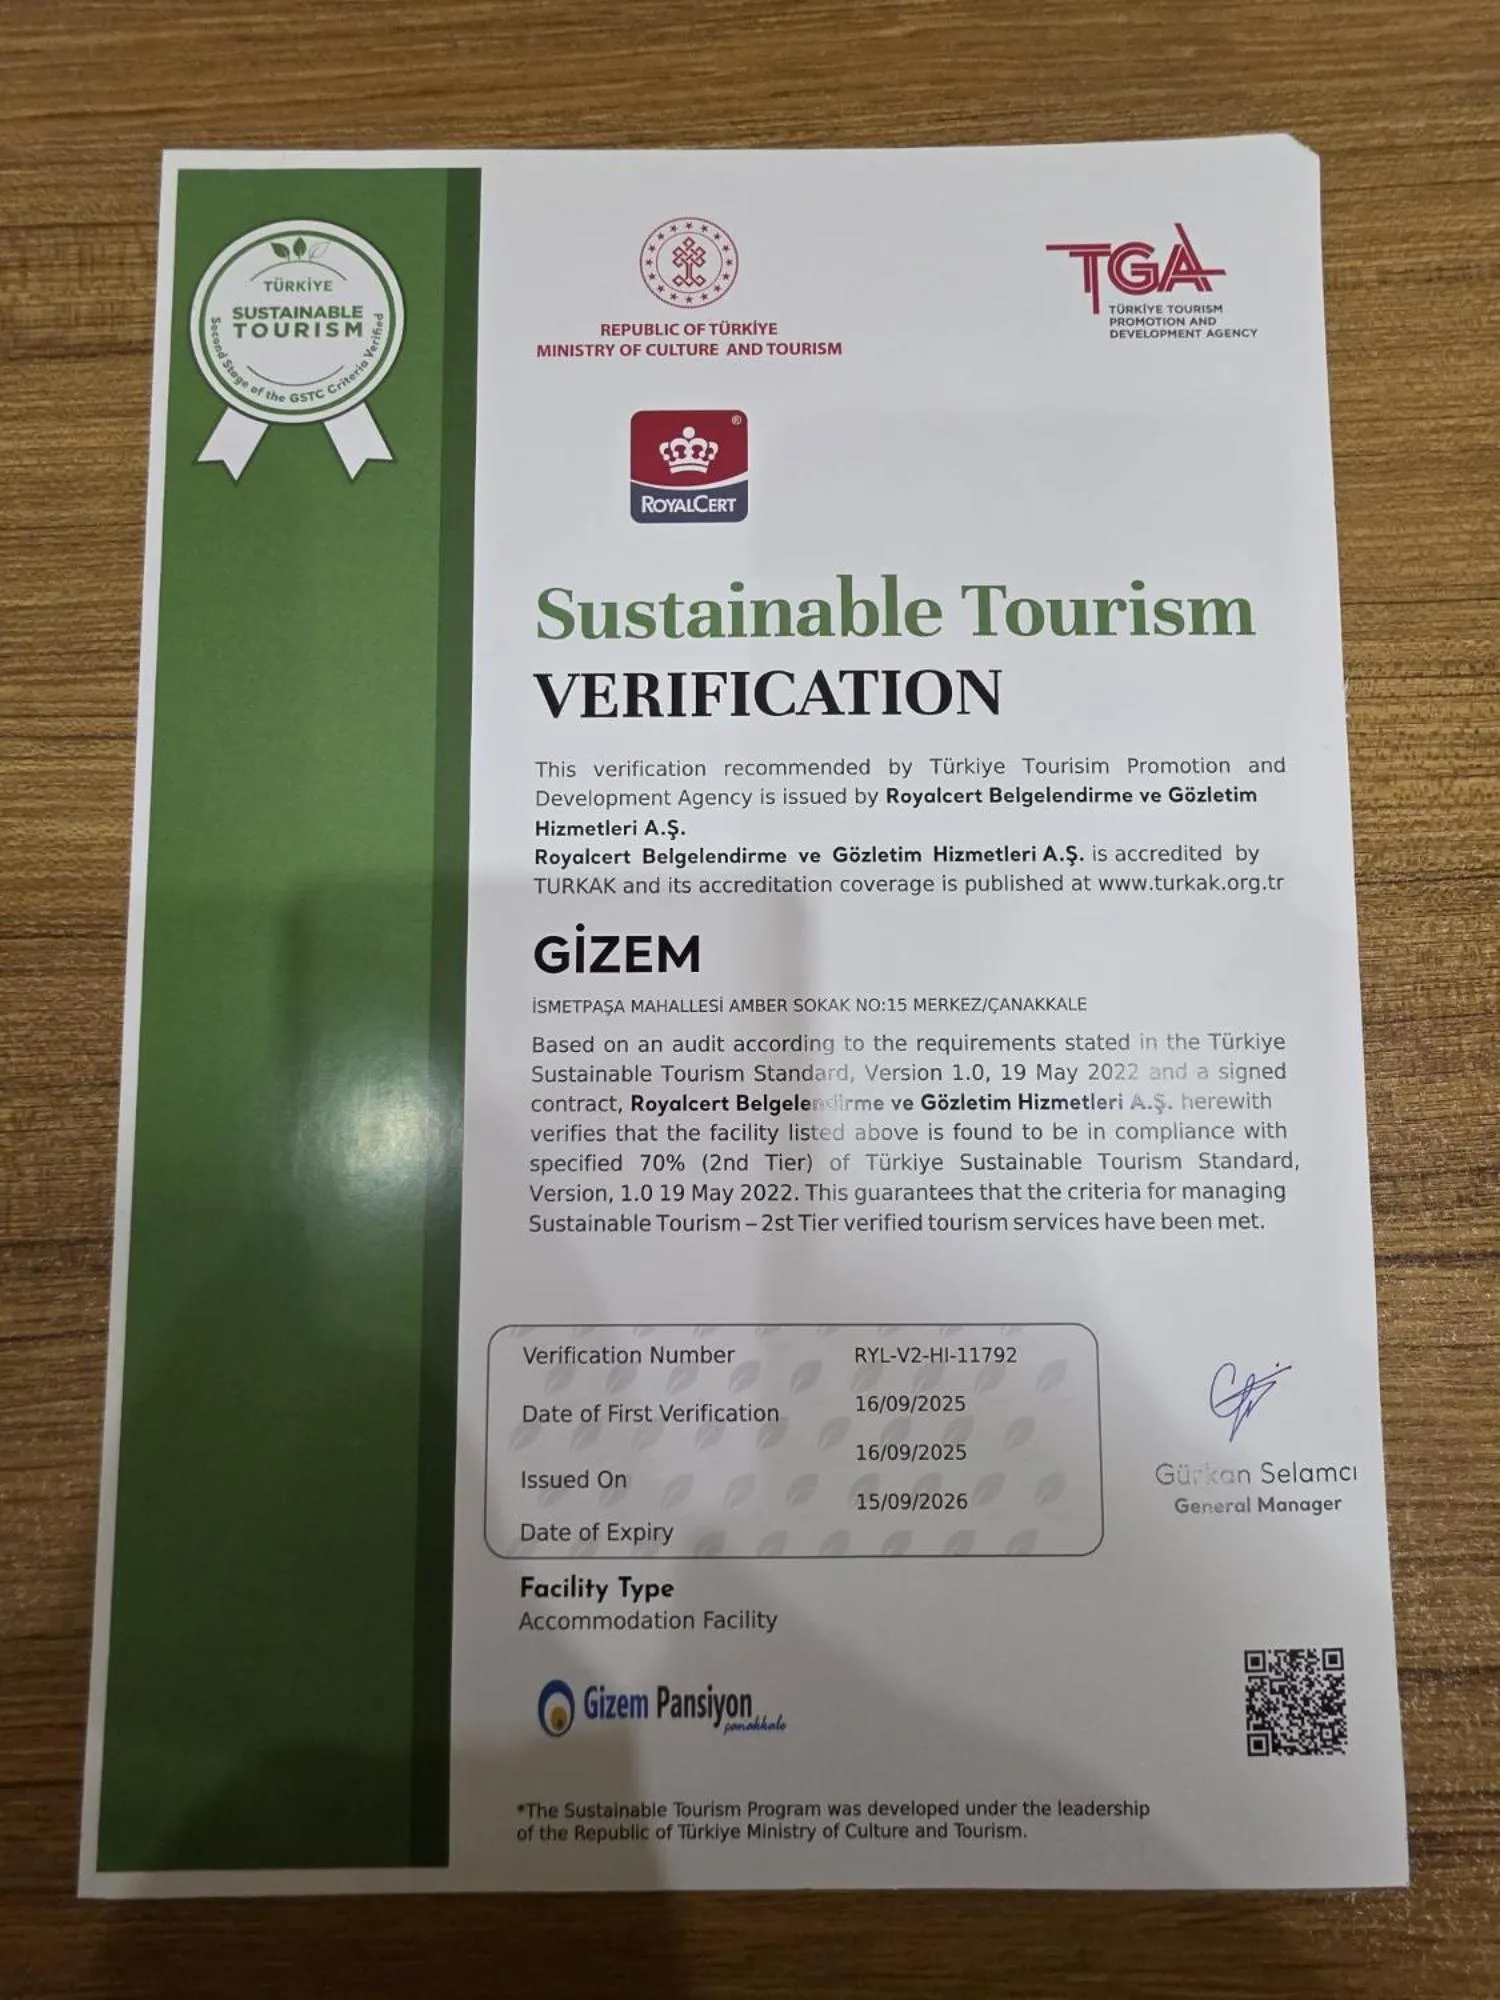 TÜRKİYE
SUSTAINABLE
TOURISM
Second Stage of the GSTC Criteria Verified
REPUBLIC OF TÜRKİYE
MINISTRY OF CULTURE AND TOURISM
TGA
TÜRKİYE TOURISM
PROMOTION AND
DEVELOPMENT AGENCY
®
ROYALCERT
Sustainable Tourism
VERIFICATION
This verification recommended by Türkiye Tourisim Promotion and
Development Agency is issued by Royalcert Belgelendirme ve Gözletim
Hizmetleri A.Ş.
Royalcert Belgelendirme ve Gözletim Hizmetleri A.Ş. is accredited by
TURKAK and its accreditation coverage is published at www.turkak.org.tr
GİZEM
İSMETPAŞA MAHALLESİ AMBER SOKAK NO:15 MERKEZ/ÇANAKKALE
Based on an audit according to the requirements stated in the Türkiye
Sustainable Tourism Standard, Version 1.0, 19 May 2022 and a signed
contract, Royalcert Belgelendirme ve Gözletim Hizmetleri A.Ş. herewith
verifies that the facility listed above is found to be in compliance with
specified 70% (2nd Tier) of Türkiye Sustainable Tourism Standard,
Version, 1.0 19 May 2022. This guarantees that the criteria for managing
Sustainable Tourism – 2st Tier verified tourism services have been met.
Verification Number RYL-V2-HI-11792
Date of First Verification 16/09/2025
Issued On 16/09/2025
Date of Expiry 15/09/2026
Gürkan Selamcı
General Manager
Facility Type
Accommodation Facility
Gizem Pansiyon
çanakkale
*The Sustainable Tourism Program was developed under the leadership
of the Republic of Türkiye Ministry of Culture and Tourism.